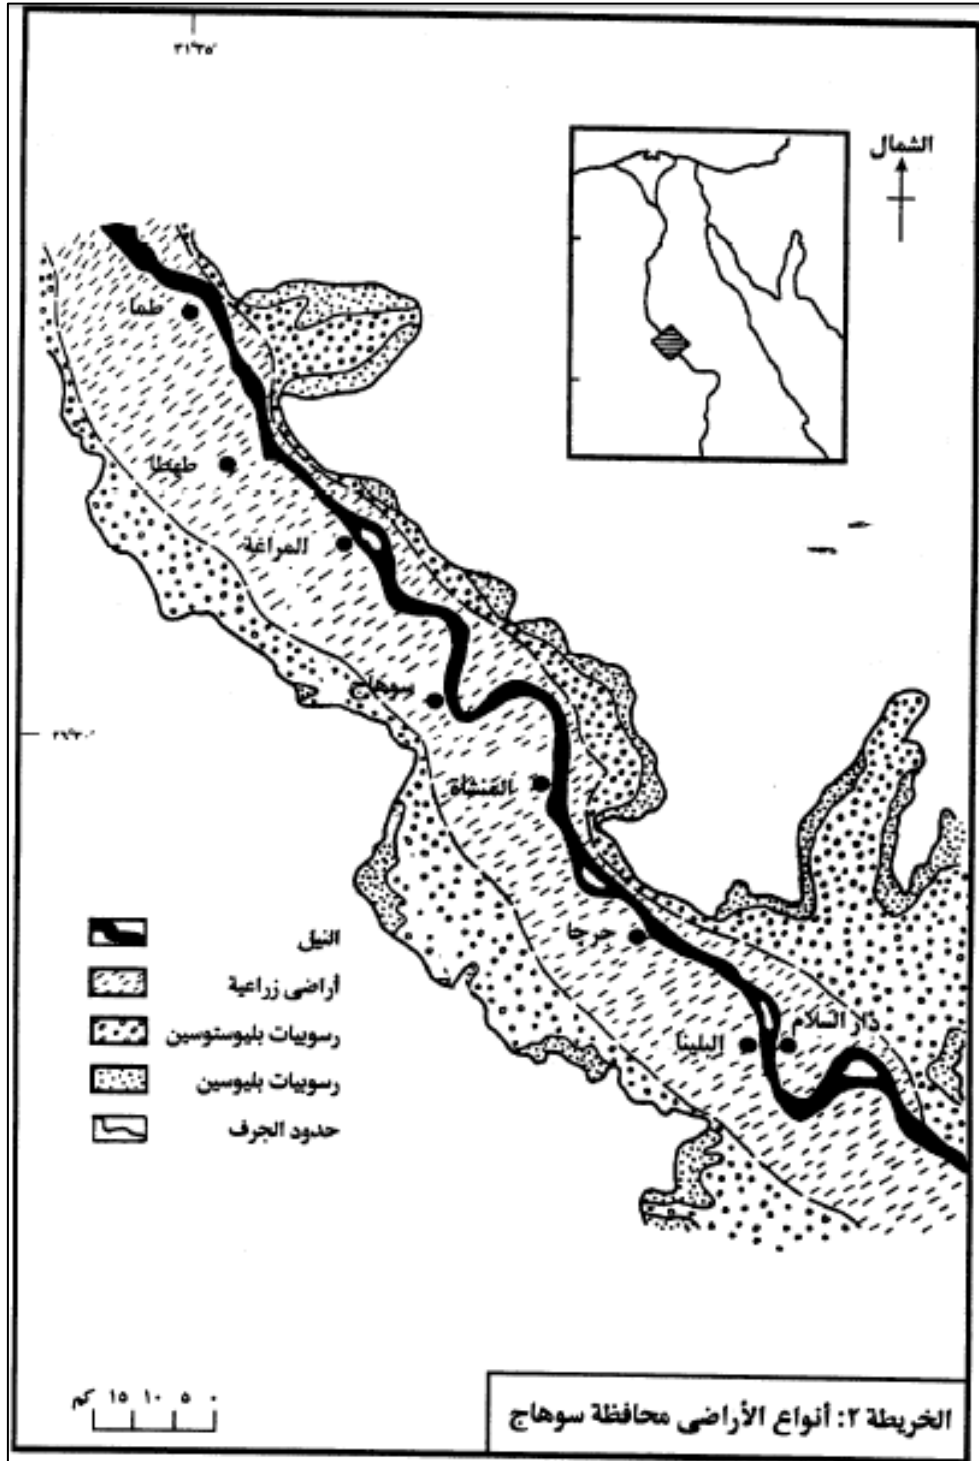 ٣١°٣٥′
الشمال
طما
طهطا
المراغة
سوهاج
٢٦°٣٠′
المنشاة
جرجا
دار السلام
البلينا
النيل
أراضى زراعية
رسوبيات بليوستوسين
رسوبيات بليوسين
حدود الجرف
٠ ٥ ١٠ ١٥ كم
الخريطة ٢: أنواع الأراضى محافظة سوهاج